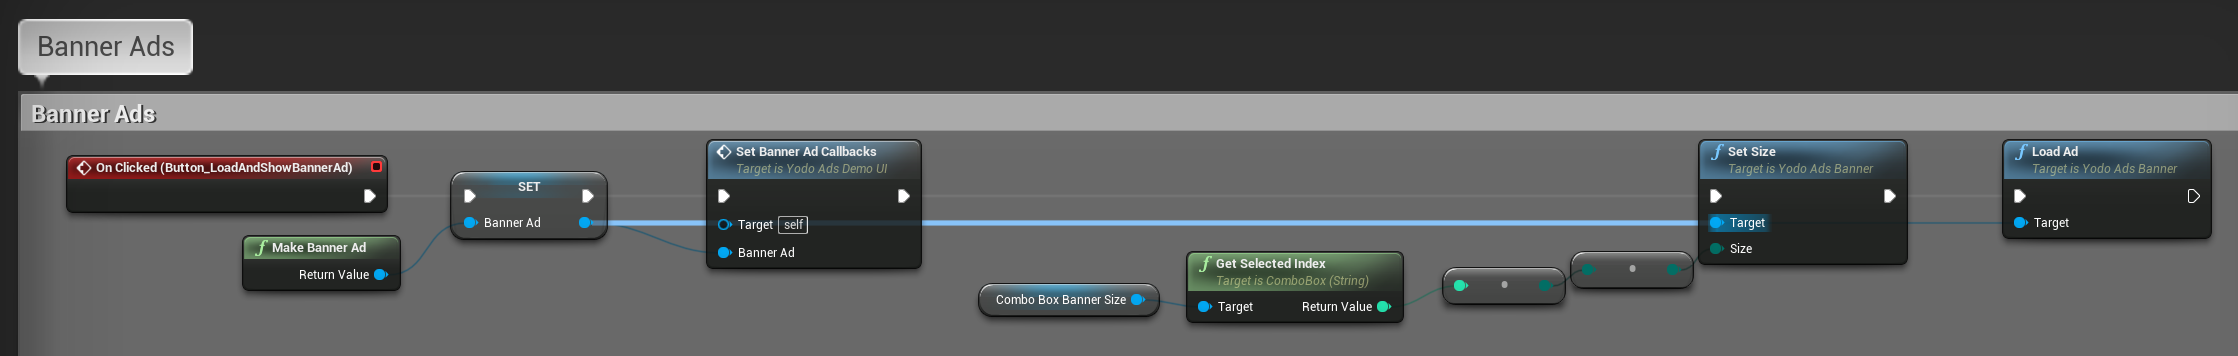 Banner Ads
Banner Ads
On Clicked (Button_LoadAndShowBannerAd)
Make Banner Ad
Return Value
SET
Banner Ad
Set Banner Ad Callbacks
Target is Yodo Ads Demo UI
Target self
Banner Ad
Combo Box Banner Size
Get Selected Index
Target is ComboBox (String)
Target Return Value
Set Size
Target is Yodo Ads Banner
Target
Size
Load Ad
Target is Yodo Ads Banner
Target